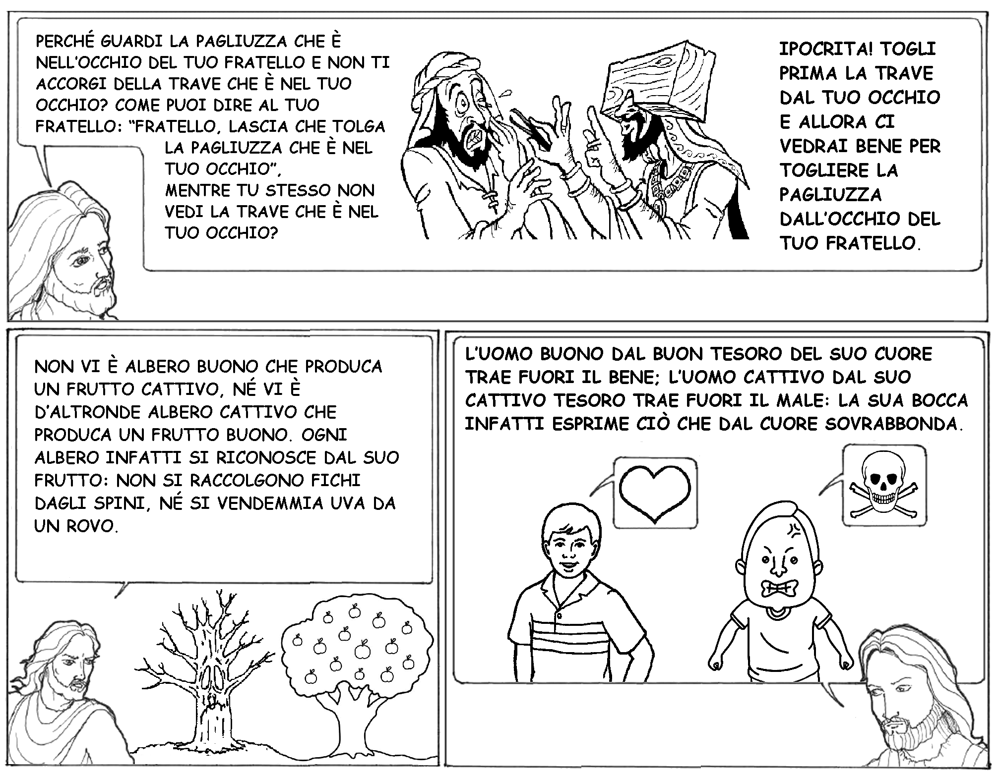 PERCHÉ GUARDI LA PAGLIUZZA CHE È
NELL'OCCHIO DEL TUO FRATELLO E NON TI
ACCORGI DELLA TRAVE CHE È NEL TUO
OCCHIO? COME PUOI DIRE AL TUO
FRATELLO: "FRATELLO, LASCIA CHE TOLGA
LA PAGLIUZZA CHE È NEL
TUO OCCHIO",
MENTRE TU STESSO NON
VEDI LA TRAVE CHE È NEL
TUO OCCHIO?
IPOCRITA! TOGLI
PRIMA LA TRAVE
DAL TUO OCCHIO
E ALLORA CI
VEDRAI BENE PER
TOGLIERE LA
PAGLIUZZA
DALL'OCCHIO DEL
TUO FRATELLO.
NON VI È ALBERO BUONO CHE PRODUCA
UN FRUTTO CATTIVO, NÉ VI È
D'ALTRONDE ALBERO CATTIVO CHE
PRODUCA UN FRUTTO BUONO. OGNI
ALBERO INFATTI SI RICONOSCE DAL SUO
FRUTTO: NON SI RACCOLGONO FICHI
DAGLI SPINI, NÉ SI VENDEMMIA UVA DA
UN ROVO.
L'UOMO BUONO DAL BUON TESORO DEL SUO CUORE
TRAE FUORI IL BENE; L'UOMO CATTIVO DAL SUO
CATTIVO TESORO TRAE FUORI IL MALE: LA SUA BOCCA
INFATTI ESPRIME CIÒ CHE DAL CUORE SOVRABBONDA.